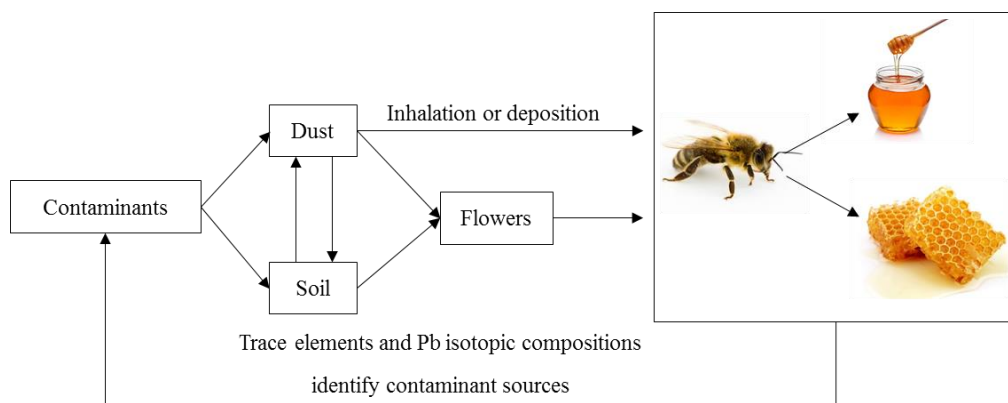 Dust
Inhalation or deposition
Contaminants
Flowers
Soil
Trace elements and Pb isotopic compositions
identify contaminant sources